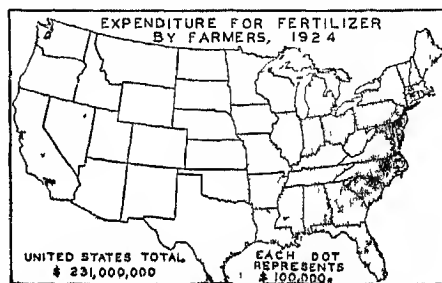 EXPENDITURE FOR FERTILIZER
BY FARMERS, 1924
UNITED STATES TOTAL
$ 231,000,000
EACH DOT
REPRESENTS
$100,000.